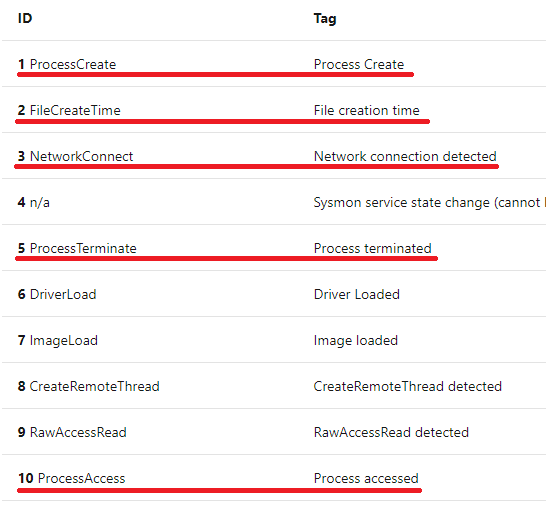 ID Tag
1 ProcessCreate Process Create
2 FileCreateTime File creation time
3 NetworkConnect Network connection detected
4 n/a Sysmon service state change (cannot
5 ProcessTerminate Process terminated
6 DriverLoad Driver Loaded
7 ImageLoad Image loaded
8 CreateRemoteThread CreateRemoteThread detected
9 RawAccessRead RawAccessRead detected
10 ProcessAccess Process accessed